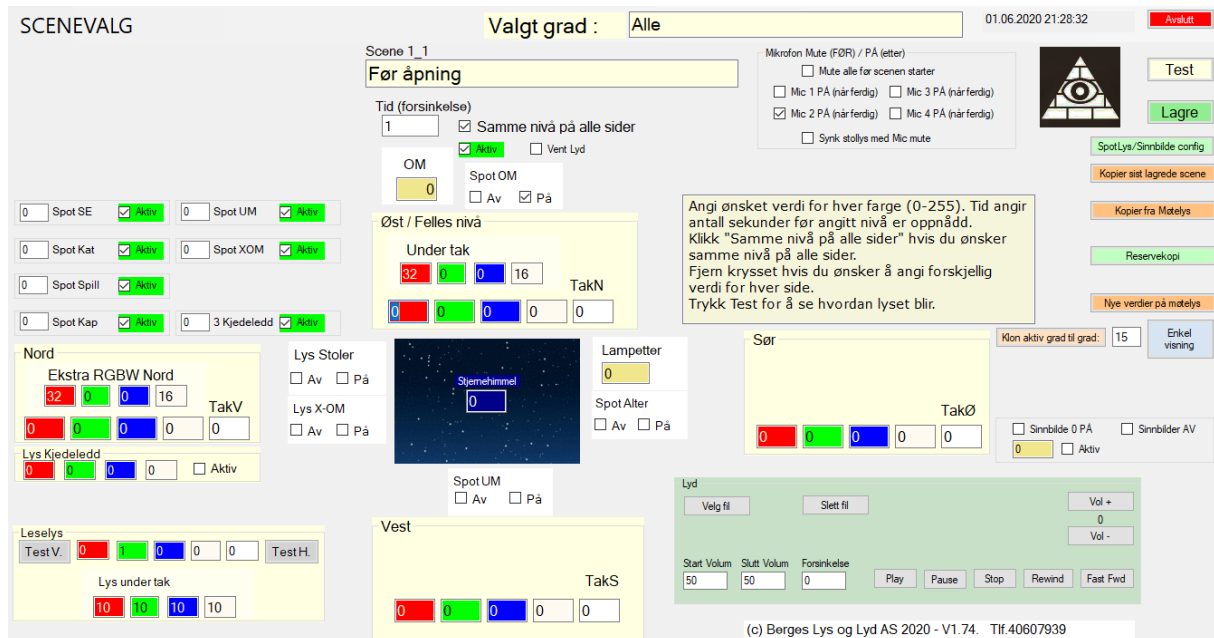 SCENEVALG
Valgt grad :
Alle
01.06.2020 21:28:32
Avslutt
Scene 1_1
Før åpning
Tid (forsinkelse)
1
Samme nivå på alle sider
Aktiv
Vent Lyd
OM
0
Spot OM
Av
På
Mikrofon Mute (FØR) / PÅ (etter)
Mute alle før scenen starter
Mic 1 PÅ (når ferdig)
Mic 3 PÅ (når ferdig)
Mic 2 PÅ (når ferdig)
Mic 4 PÅ (når ferdig)
Synk stollys med Mic mute
Test
Lagre
SpotLys/Sinnbilde config
Kopier sist lagrede scene
Kopier fra Møtelys
Reservekopi
Nye verdier på møtelys
Klon aktiv grad til grad:
15
Enkel
visning
0 Spot SE Aktiv
0 Spot UM Aktiv
0 Spot Kat Aktiv
0 Spot XOM Aktiv
0 Spot Spill Aktiv
0 Spot Kap Aktiv
0 3 Kjedeledd Aktiv
Øst / Felles nivå
Under tak
32 0 0 16
TakN
0 0 0 0 0
Angi ønsket verdi for hver farge (0-255). Tid angir
antall sekunder før angitt nivå er oppnådd.
Klikk "Samme nivå på alle sider" hvis du ønsker
samme nivå på alle sider.
Fjern krysset hvis du ønsker å angi forskjellig
verdi for hver side.
Trykk Test for å se hvordan lyset blir.
Nord
Ekstra RGBW Nord
32 0 0 16
TakV
0 0 0 0 0
Lys Kjedeledd
0 0 0 0 Aktiv
Lys Stoler
Av På
Lys X-OM
Av På
Stjernehimmel
0
Lampetter
0
Spot Alter
Av På
Sør
TakØ
0 0 0 0 0
Sinnbilde 0 PÅ
Sinnbilder AV
0 Aktiv
Spot UM
Av På
Leselys
Test V. 0 1 0 0 0 Test H.
Lys under tak
10 10 10 10
Vest
TakS
0 0 0 0 0
Lyd
Velg fil
Slett fil
Vol +
0
Vol -
Start Volum Slutt Volum Forsinkelse
50 50 0 Play Pause Stop Rewind Fast Fwd
(c) Berges Lys og Lyd AS 2020 - V1.74. Tlf.40607939